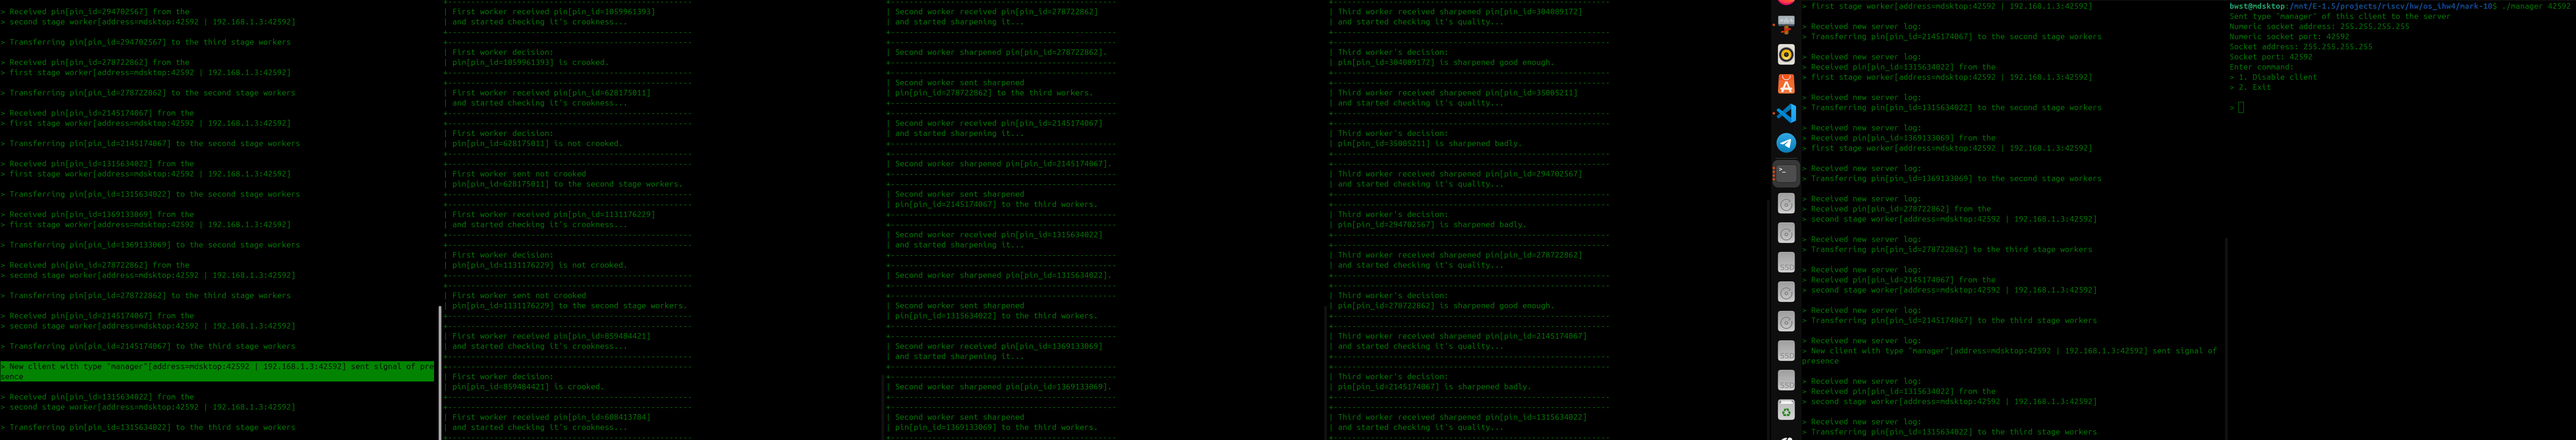 > Received pin[pin_id=294702567] from the
> second stage worker[address=mdsktop:42592 | 192.168.1.3:42592]
> Transferring pin[pin_id=294702567] to the third stage workers
> Received pin[pin_id=278722862] from the
> first stage worker[address=mdsktop:42592 | 192.168.1.3:42592]
> Transferring pin[pin_id=278722862] to the second stage workers
> Received pin[pin_id=2145174067] from the
> first stage worker[address=mdsktop:42592 | 192.168.1.3:42592]
> Transferring pin[pin_id=2145174067] to the second stage workers
> Received pin[pin_id=1315634022] from the
> first stage worker[address=mdsktop:42592 | 192.168.1.3:42592]
> Transferring pin[pin_id=1315634022] to the second stage workers
> Received pin[pin_id=1369133069] from the
> first stage worker[address=mdsktop:42592 | 192.168.1.3:42592]
> Transferring pin[pin_id=1369133069] to the second stage workers
> Received pin[pin_id=278722862] from the
> second stage worker[address=mdsktop:42592 | 192.168.1.3:42592]
> Transferring pin[pin_id=278722862] to the third stage workers
> Received pin[pin_id=2145174067] from the
> second stage worker[address=mdsktop:42592 | 192.168.1.3:42592]
> Transferring pin[pin_id=2145174067] to the third stage workers
> New client with type "manager"[address=mdsktop:42592 | 192.168.1.3:42592] sent signal of pre
sence
> Received pin[pin_id=1315634022] from the
> second stage worker[address=mdsktop:42592 | 192.168.1.3:42592]
> Transferring pin[pin_id=1315634022] to the third stage workers
| First worker received pin[pin_id=1059961393]
| and started checking it's crookness...
| First worker decision:
| pin[pin_id=1059961393] is crooked.
| First worker received pin[pin_id=628175011]
| and started checking it's crookness...
| First worker decision:
| pin[pin_id=628175011] is not crooked.
| First worker sent not crooked
| pin[pin_id=628175011] to the second stage workers.
| First worker received pin[pin_id=1131176229]
| and started checking it's crookness...
| First worker decision:
| pin[pin_id=1131176229] is not crooked.
| First worker sent not crooked
| pin[pin_id=1131176229] to the second stage workers.
| First worker received pin[pin_id=859484421]
| and started checking it's crookness...
| First worker decision:
| pin[pin_id=859484421] is crooked.
| First worker received pin[pin_id=608413784]
| and started checking it's crookness...
| Second worker received pin[pin_id=278722862]
| and started sharpening it...
| Second worker sharpened pin[pin_id=278722862].
| Second worker sent sharpened
| pin[pin_id=278722862] to the third workers.
| Second worker received pin[pin_id=2145174067]
| and started sharpening it...
| Second worker sharpened pin[pin_id=2145174067].
| Second worker sent sharpened
| pin[pin_id=2145174067] to the third workers.
| Second worker received pin[pin_id=1315634022]
| and started sharpening it...
| Second worker sharpened pin[pin_id=1315634022].
| Second worker sent sharpened
| pin[pin_id=1315634022] to the third workers.
| Second worker received pin[pin_id=1369133069]
| and started sharpening it...
| Second worker sharpened pin[pin_id=1369133069].
| Second worker sent sharpened
| pin[pin_id=1369133069] to the third workers.
| Third worker received sharpened pin[pin_id=304089172]
| and started checking it's quality...
| Third worker's decision:
| pin[pin_id=304089172] is sharpened good enough.
| Third worker received sharpened pin[pin_id=35005211]
| and started checking it's quality...
| Third worker's decision:
| pin[pin_id=35005211] is sharpened badly.
| Third worker received sharpened pin[pin_id=294702567]
| and started checking it's quality...
| Third worker's decision:
| pin[pin_id=294702567] is sharpened badly.
| Third worker received sharpened pin[pin_id=278722862]
| and started checking it's quality...
| Third worker's decision:
| pin[pin_id=278722862] is sharpened good enough.
| Third worker received sharpened pin[pin_id=2145174067]
| and started checking it's quality...
| Third worker's decision:
| pin[pin_id=2145174067] is sharpened badly.
| Third worker received sharpened pin[pin_id=1315634022]
| and started checking it's quality...
> first stage worker[address=mdsktop:42592 | 192.168.1.3:42592]
> Received new server log:
> Transferring pin[pin_id=2145174067] to the second stage workers
> Received new server log:
> Received pin[pin_id=1315634022] from the
> first stage worker[address=mdsktop:42592 | 192.168.1.3:42592]
> Received new server log:
> Transferring pin[pin_id=1315634022] to the second stage workers
> Received new server log:
> Received pin[pin_id=1369133069] from the
> first stage worker[address=mdsktop:42592 | 192.168.1.3:42592]
> Received new server log:
> Transferring pin[pin_id=1369133069] to the second stage workers
> Received new server log:
> Received pin[pin_id=278722862] from the
> second stage worker[address=mdsktop:42592 | 192.168.1.3:42592]
> Received new server log:
> Transferring pin[pin_id=278722862] to the third stage workers
> Received new server log:
> Received pin[pin_id=2145174067] from the
> second stage worker[address=mdsktop:42592 | 192.168.1.3:42592]
> Received new server log:
> Transferring pin[pin_id=2145174067] to the third stage workers
> Received new server log:
> New client with type "manager"[address=mdsktop:42592 | 192.168.1.3:42592] sent signal of
presence
> Received new server log:
> Received pin[pin_id=1315634022] from the
> second stage worker[address=mdsktop:42592 | 192.168.1.3:42592]
> Received new server log:
> Transferring pin[pin_id=1315634022] to the third stage workers
bwst@mdsktop:/mnt/E-1.5/projects/riscv/hw/os_ihw4/mark-10$ ./manager 42592
Sent type "manager" of this client to the server
Numeric socket address: 255.255.255.255
Numeric socket port: 42592
Socket address: 255.255.255.255
Socket port: 42592
Enter command:
> 1. Disable client
> 2. Exit
>